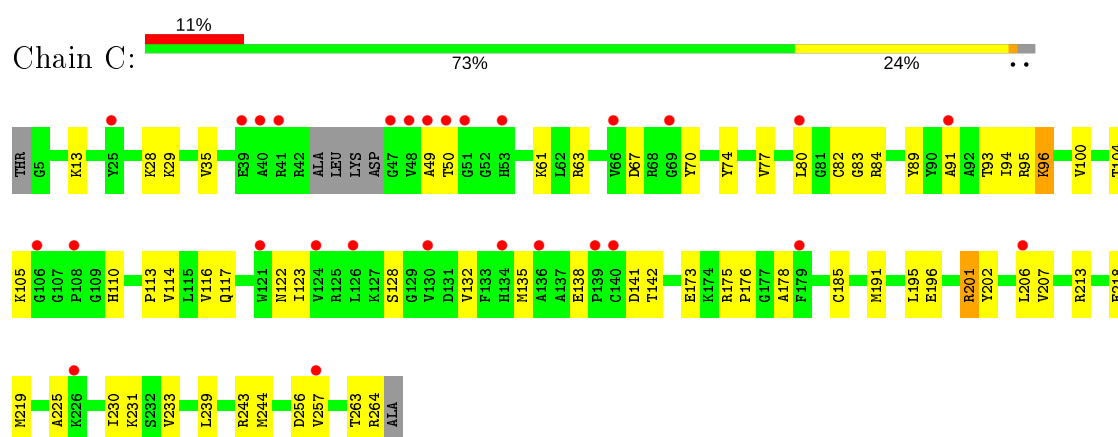 11%
Chain C:
73% 24% • •
THR G5 K13 Y25 K28 K29 V35 E39 A40 R41 R42 ALA LEU LYS ASP G47 V48 A49 T50 G51 G52 H53 K61 L62 R63 V66 D67 R68 G69 Y70 Y74 V77 L80 G81 C82 G83 R84 Y89 Y90 A91 A92 T93 I94 R95 K96 V100 T104
K105 G106 G107 P108 G109 H110 P113 V114 L115 V116 Q117 W121 N122 I123 V124 R125 L126 K127 S128 G129 V130 D131 V132 F133 H134 M135 A136 A137 E138 P139 C140 D141 T142 E173 K174 R175 P176 G177 A178 F179 C185 M191 L195 E196 R201 Y202 L206 V207 R213 E218
M219 A225 K226 I230 K231 S232 V233 L239 R243 M244 D256 V257 T263 R264 ALA